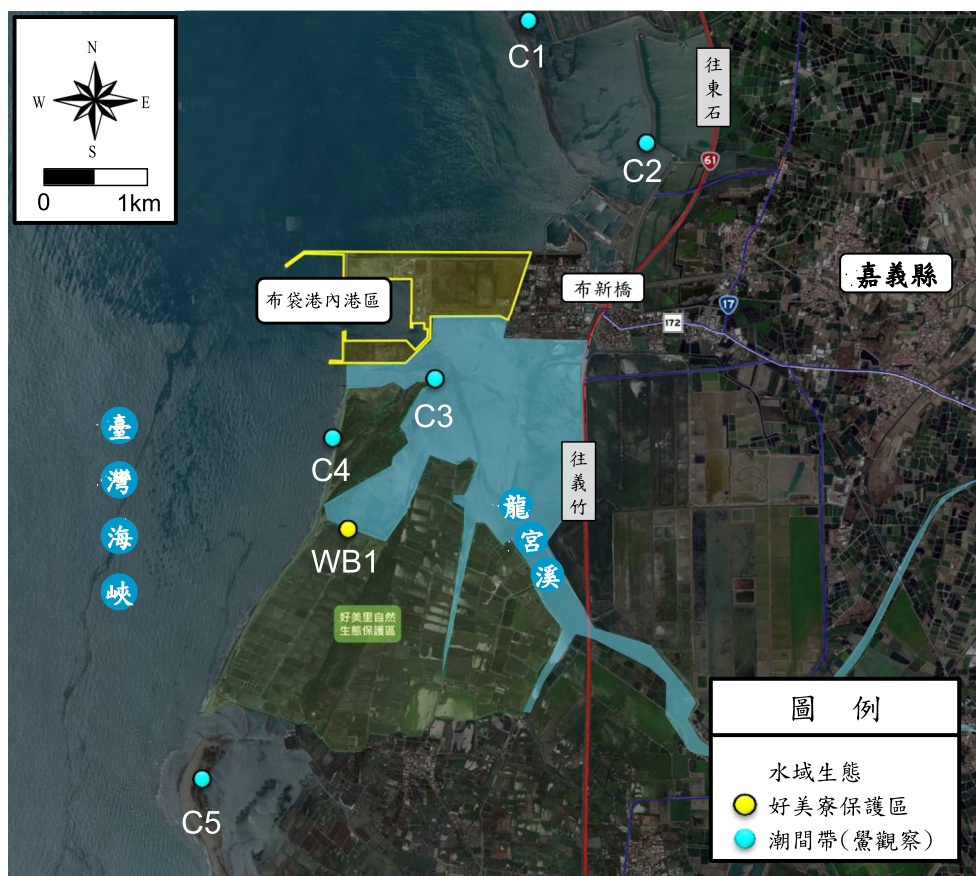 N
W E
S
0 1km
C1
往東石
61
C2
嘉義縣
布袋港內港區
布新橋
17
172
C3
臺灣海峽
C4
往義竹
龍宮溪
WB1
好美里自然
生態保護區
C5
圖 例
水域生態
好美寮保護區
潮間帶(鱟觀察)